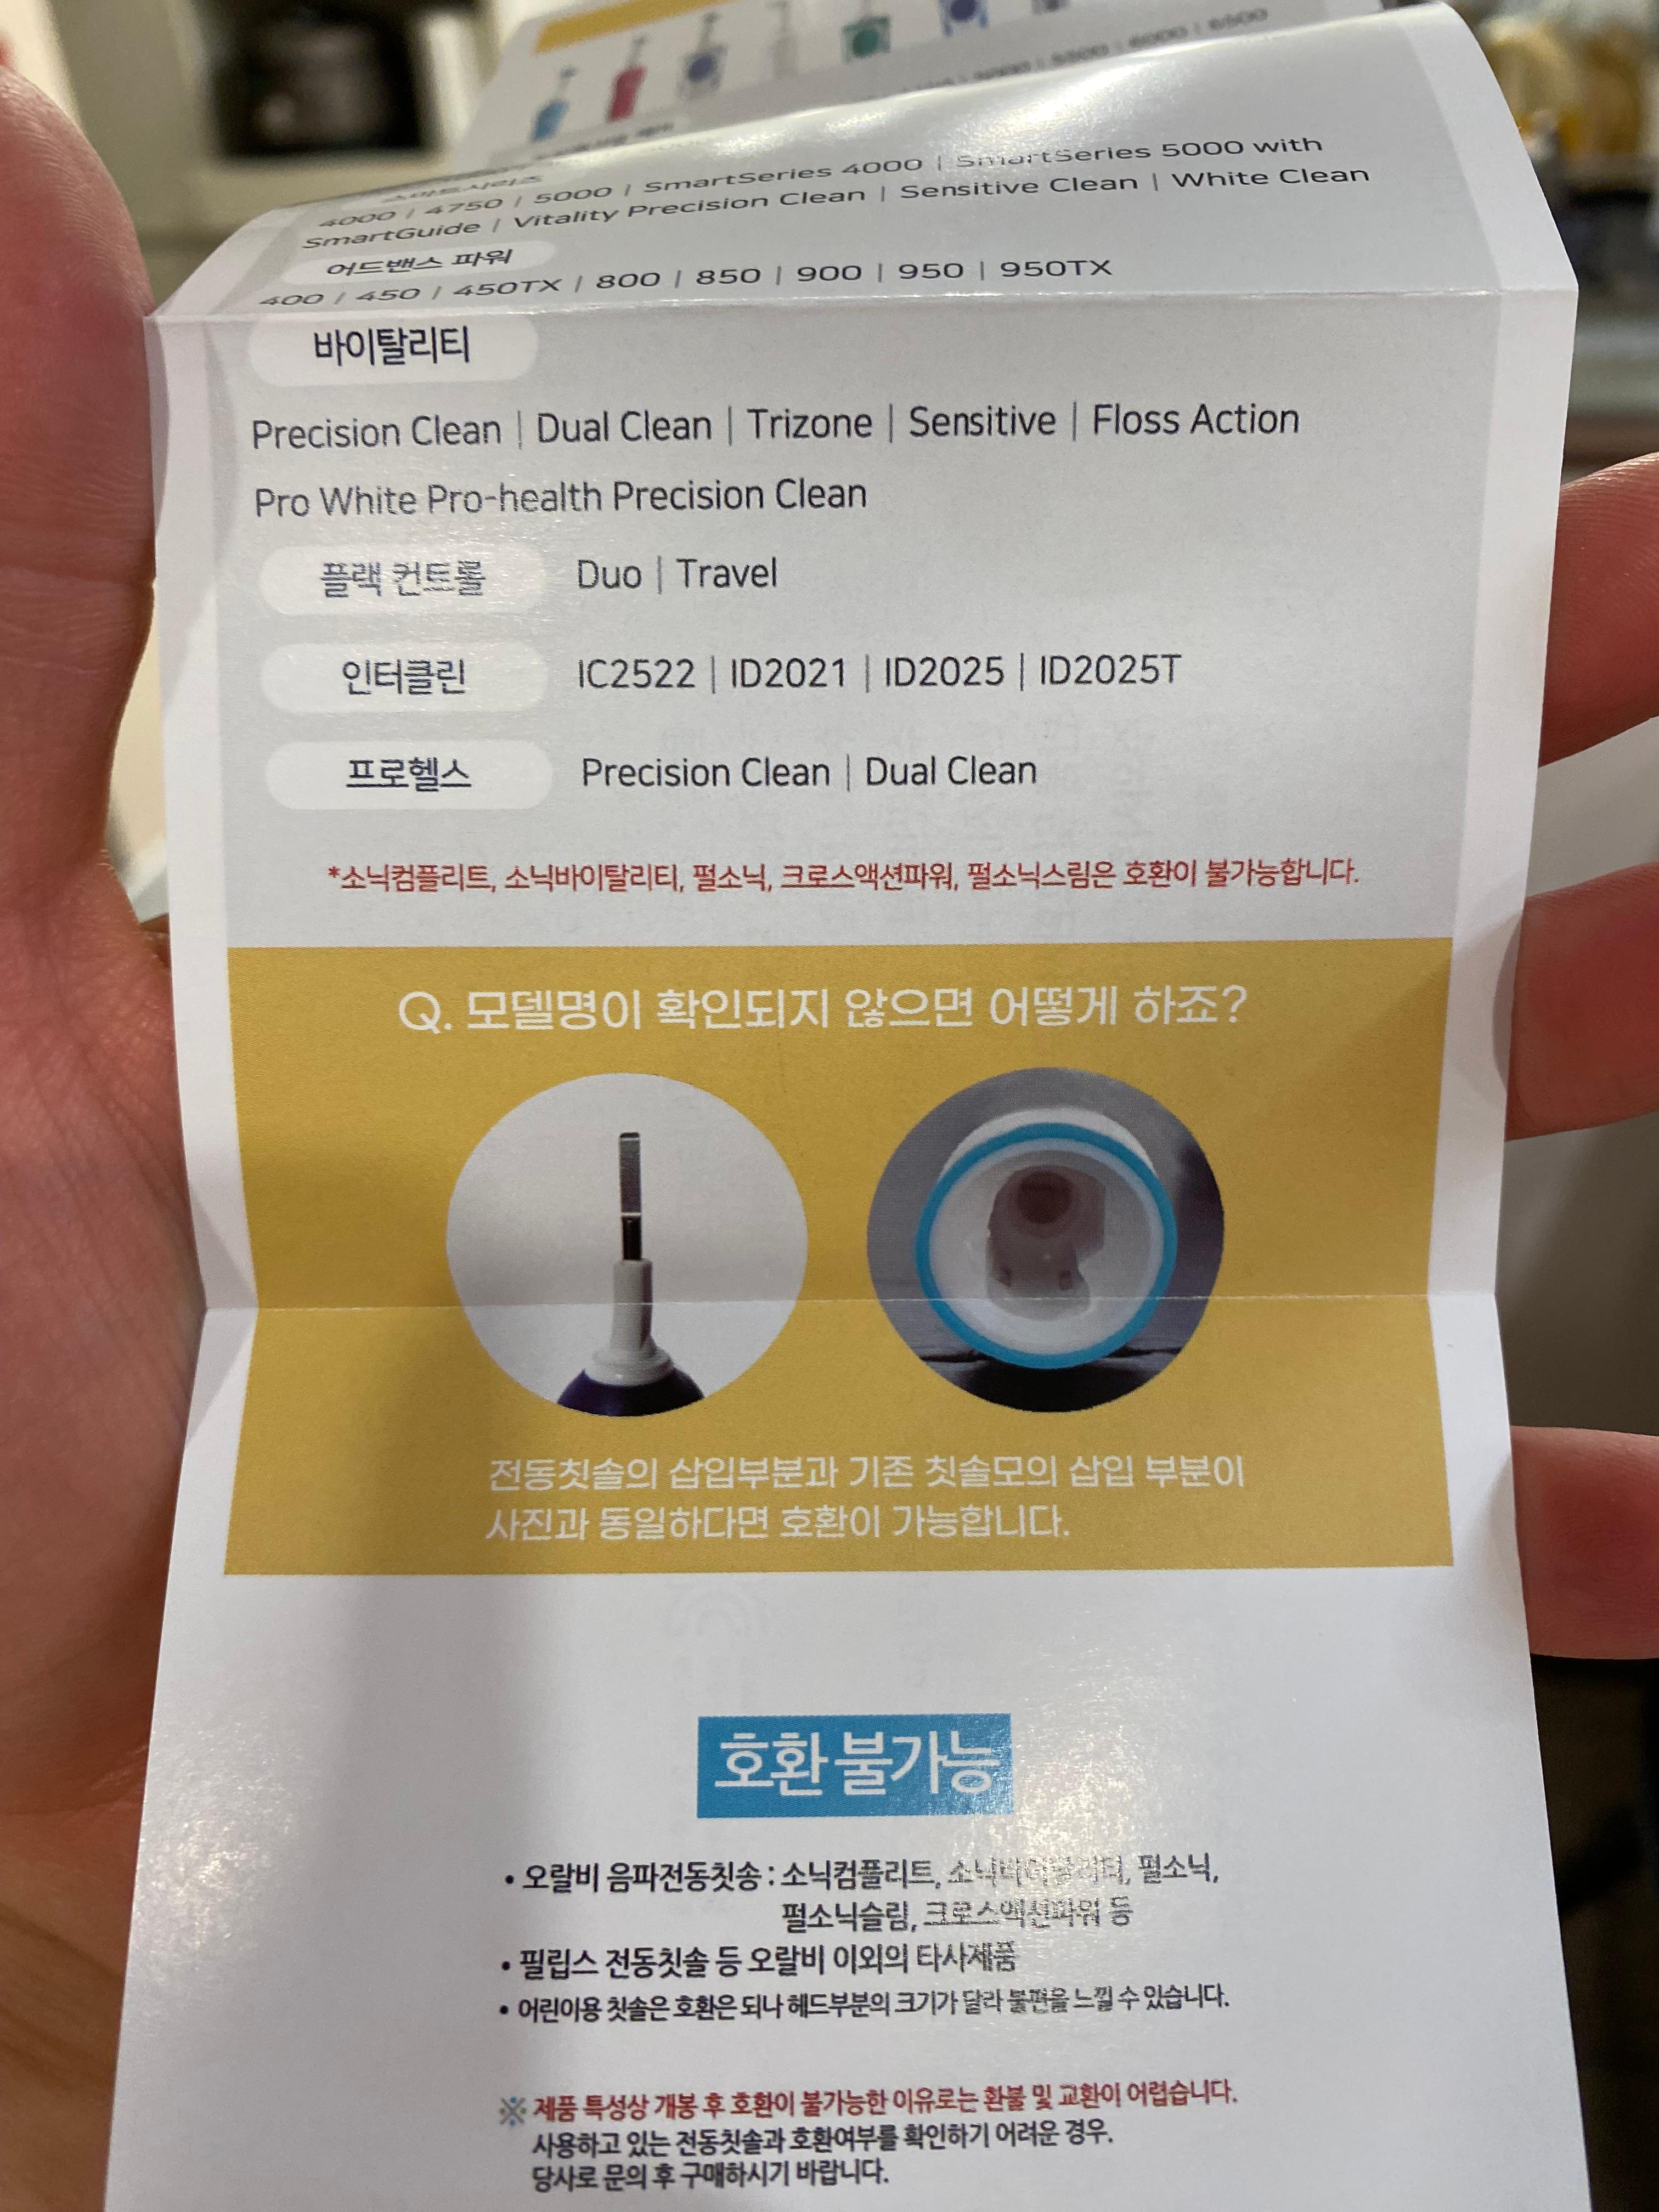 스마트시리즈
4000 | 4750 | 5000 | SmartSeries 4000 | SmartSeries 5000 with
SmartGuide | Vitality Precision Clean | Sensitive Clean | White Clean
어드밴스 파워
400 | 450 | 450TX | 800 | 850 | 900 | 950 | 950TX
바이탈리티
Precision Clean | Dual Clean | Trizone | Sensitive | Floss Action
Pro White Pro-health Precision Clean
플랙 컨트롤 Duo | Travel
인터클린 IC2522 | ID2021 | ID2025 | ID2025T
프로헬스 Precision Clean | Dual Clean
*소닉컴플리트, 소닉바이탈리티, 펄소닉, 크로스액션파워, 펄소닉스림은 호환이 불가능합니다.
Q. 모델명이 확인되지 않으면 어떻게 하죠?
전동칫솔의 삽입부분과 기존 칫솔모의 삽입 부분이
사진과 동일하다면 호환이 가능합니다.
호환 불가능
• 오랄비 음파전동칫송 : 소닉컴플리트, 소닉바이탈리티, 펄소닉,
펄소닉슬림, 크로스액션파워 등
• 필립스 전동칫솔 등 오랄비 이외의 타사제품
• 어린이용 칫솔은 호환은 되나 헤드부분의 크기가 달라 불편을 느낄 수 있습니다.
※ 제품 특성상 개봉 후 호환이 불가능한 이유로는 환불 및 교환이 어렵습니다.
사용하고 있는 전동칫솔과 호환여부를 확인하기 어려운 경우.
당사로 문의 후 구매하시기 바랍니다.